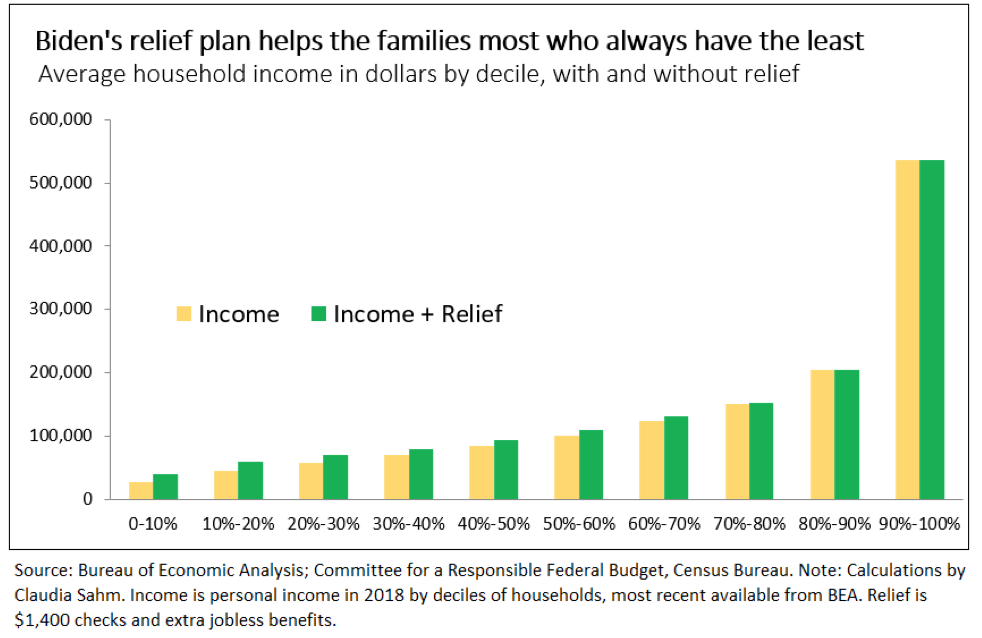 Biden's relief plan helps the families most who always have the least
Average household income in dollars by decile, with and without relief
600,000
500,000
400,000
300,000
200,000
100,000
0
Income
Income + Relief
0-10%
10%-20%
20%-30%
30%-40%
40%-50%
50%-60%
60%-70%
70%-80%
80%-90%
90%-100%
Source: Bureau of Economic Analysis; Committee for a Responsible Federal Budget, Census Bureau. Note: Calculations by
Claudia Sahm. Income is personal income in 2018 by deciles of households, most recent available from BEA. Relief is
$1,400 checks and extra jobless benefits.